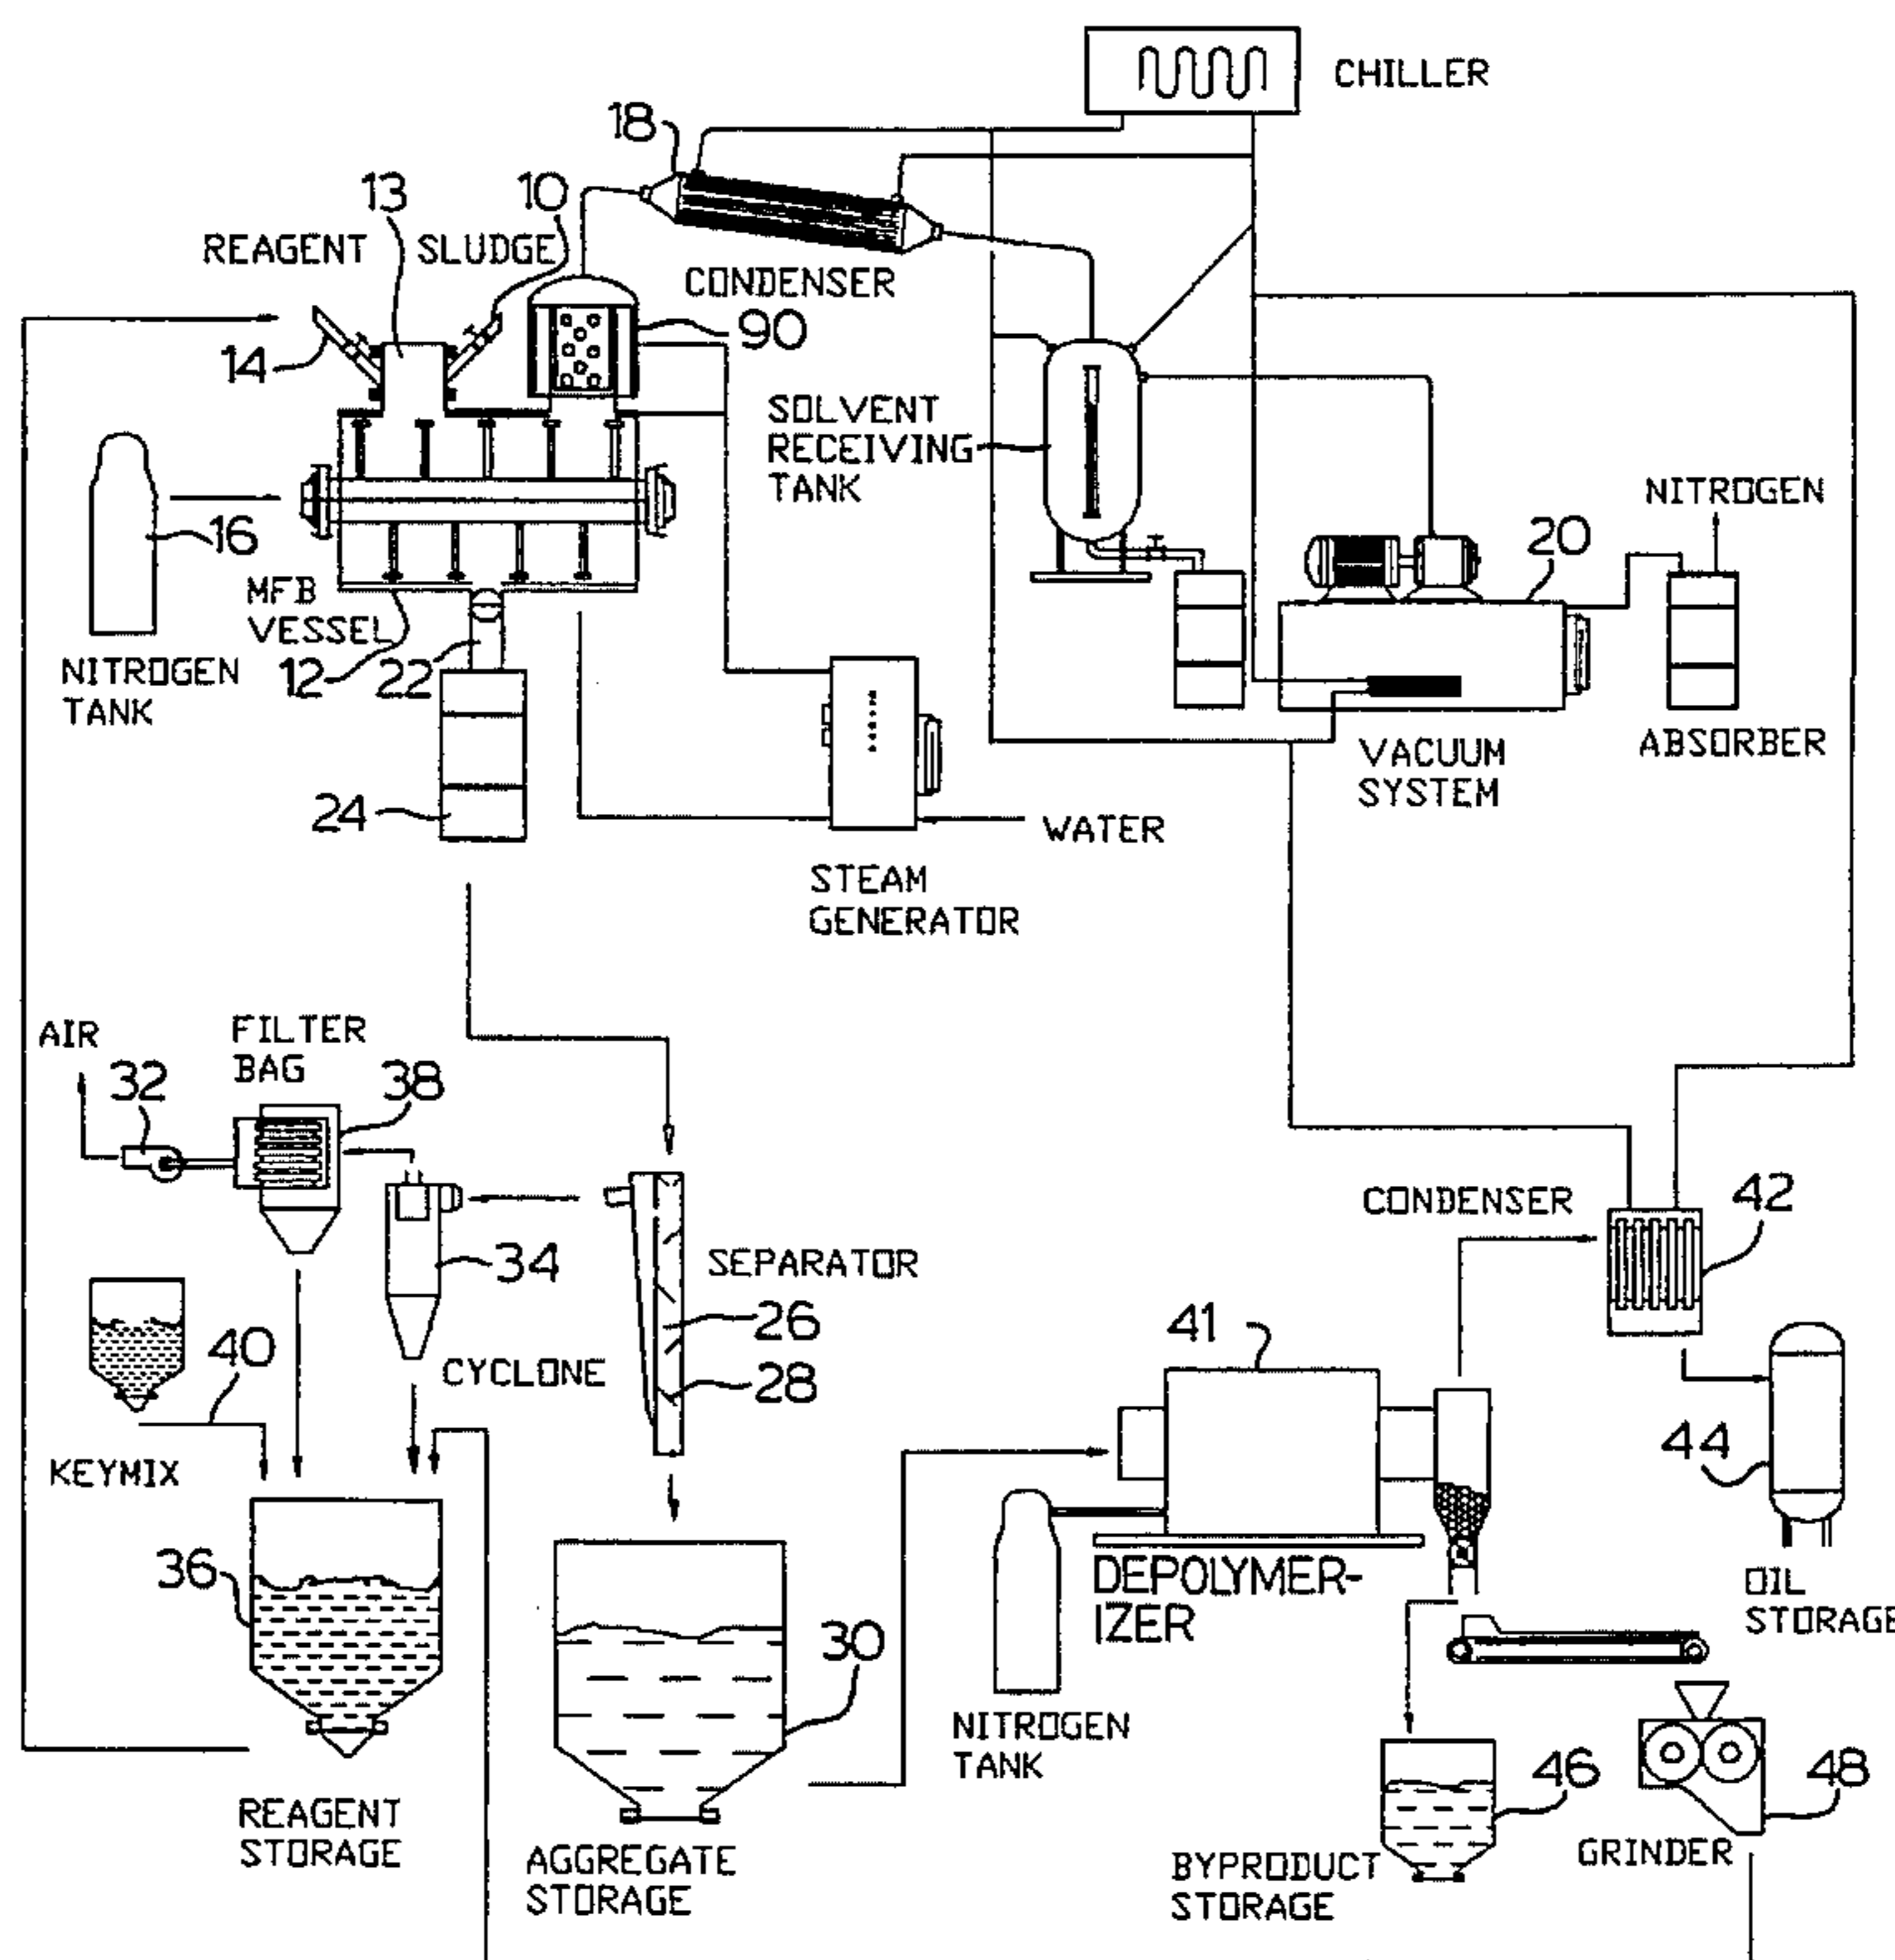 CHILLER
18
13
10
REAGENT SLUDGE
CONDENSER
90
14
SOLVENT
RECEIVING
TANK
NITROGEN
16
20
MFB
VESSEL
12
22
NITROGEN
TANK
ABSORBER
VACUUM
SYSTEM
24
WATER
STEAM
GENERATOR
AIR
FILTER
BAG
32
38
CONDENSER
42
34
SEPARATOR
26
41
40
CYCLONE
28
44
KEYMIX
36
DEPOLYMER-
IZER
OIL
STORAGE
30
NITROGEN
TANK
46
48
REAGENT
STORAGE
AGGREGATE
STORAGE
BYPRODUCT
STORAGE
GRINDER